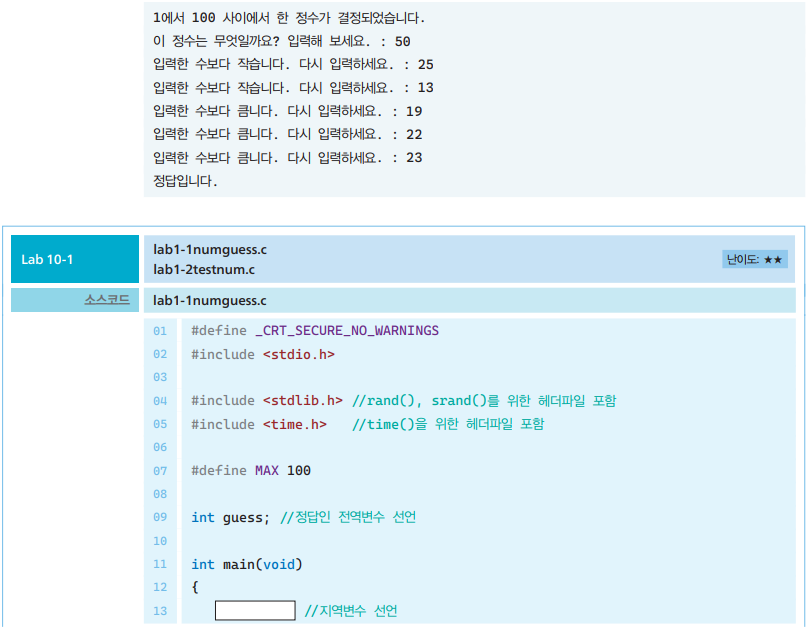 1에서 100 사이에서 한 정수가 결정되었습니다.
이 정수는 무엇일까요? 입력해 보세요. : 50
입력한 수보다 작습니다. 다시 입력하세요. : 25
입력한 수보다 작습니다. 다시 입력하세요. : 13
입력한 수보다 큽니다. 다시 입력하세요. : 19
입력한 수보다 큽니다. 다시 입력하세요. : 22
입력한 수보다 큽니다. 다시 입력하세요. : 23
정답입니다.
Lab 10-1
lab1-1numguess.c
lab1-2testnum.c
난이도: ★★
소스코드
lab1-1numguess.c
01 #define _CRT_SECURE_NO_WARNINGS
02 #include <stdio.h>
03
04 #include <stdlib.h> //rand(), srand()를 위한 헤더파일 포함
05 #include <time.h> //time()을 위한 헤더파일 포함
06
07 #define MAX 100
08
09 int guess; //정답인 전역변수 선언
10
11 int main(void)
12 {
13 //지역변수 선언